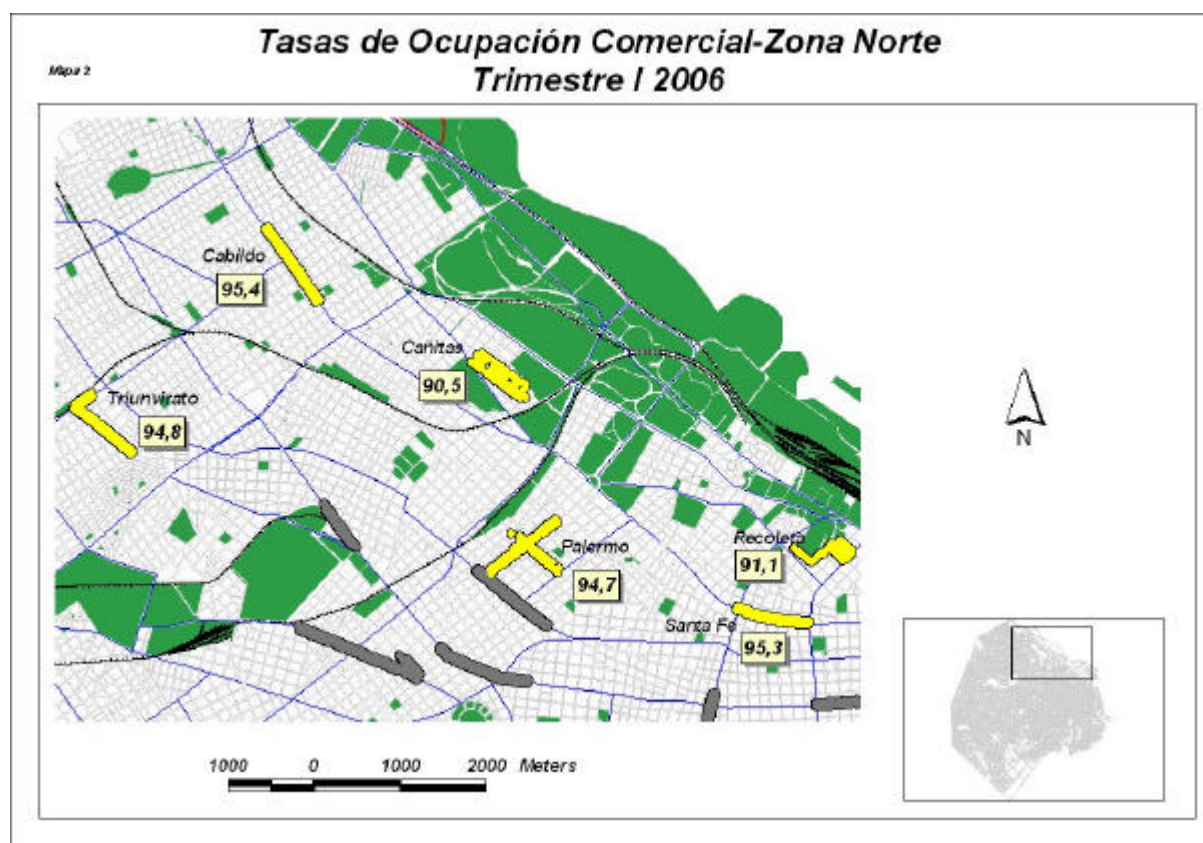 Tasas de Ocupación Comercial-Zona Norte
Trimestre I 2006
Mapa 2
Cabildo
95,4
Cañitas
90,5
Triunvirato
94,8
Palermo
94,7
Recoleta
91,1
Santa Fe
95,3
N
1000 0 1000 2000 Meters